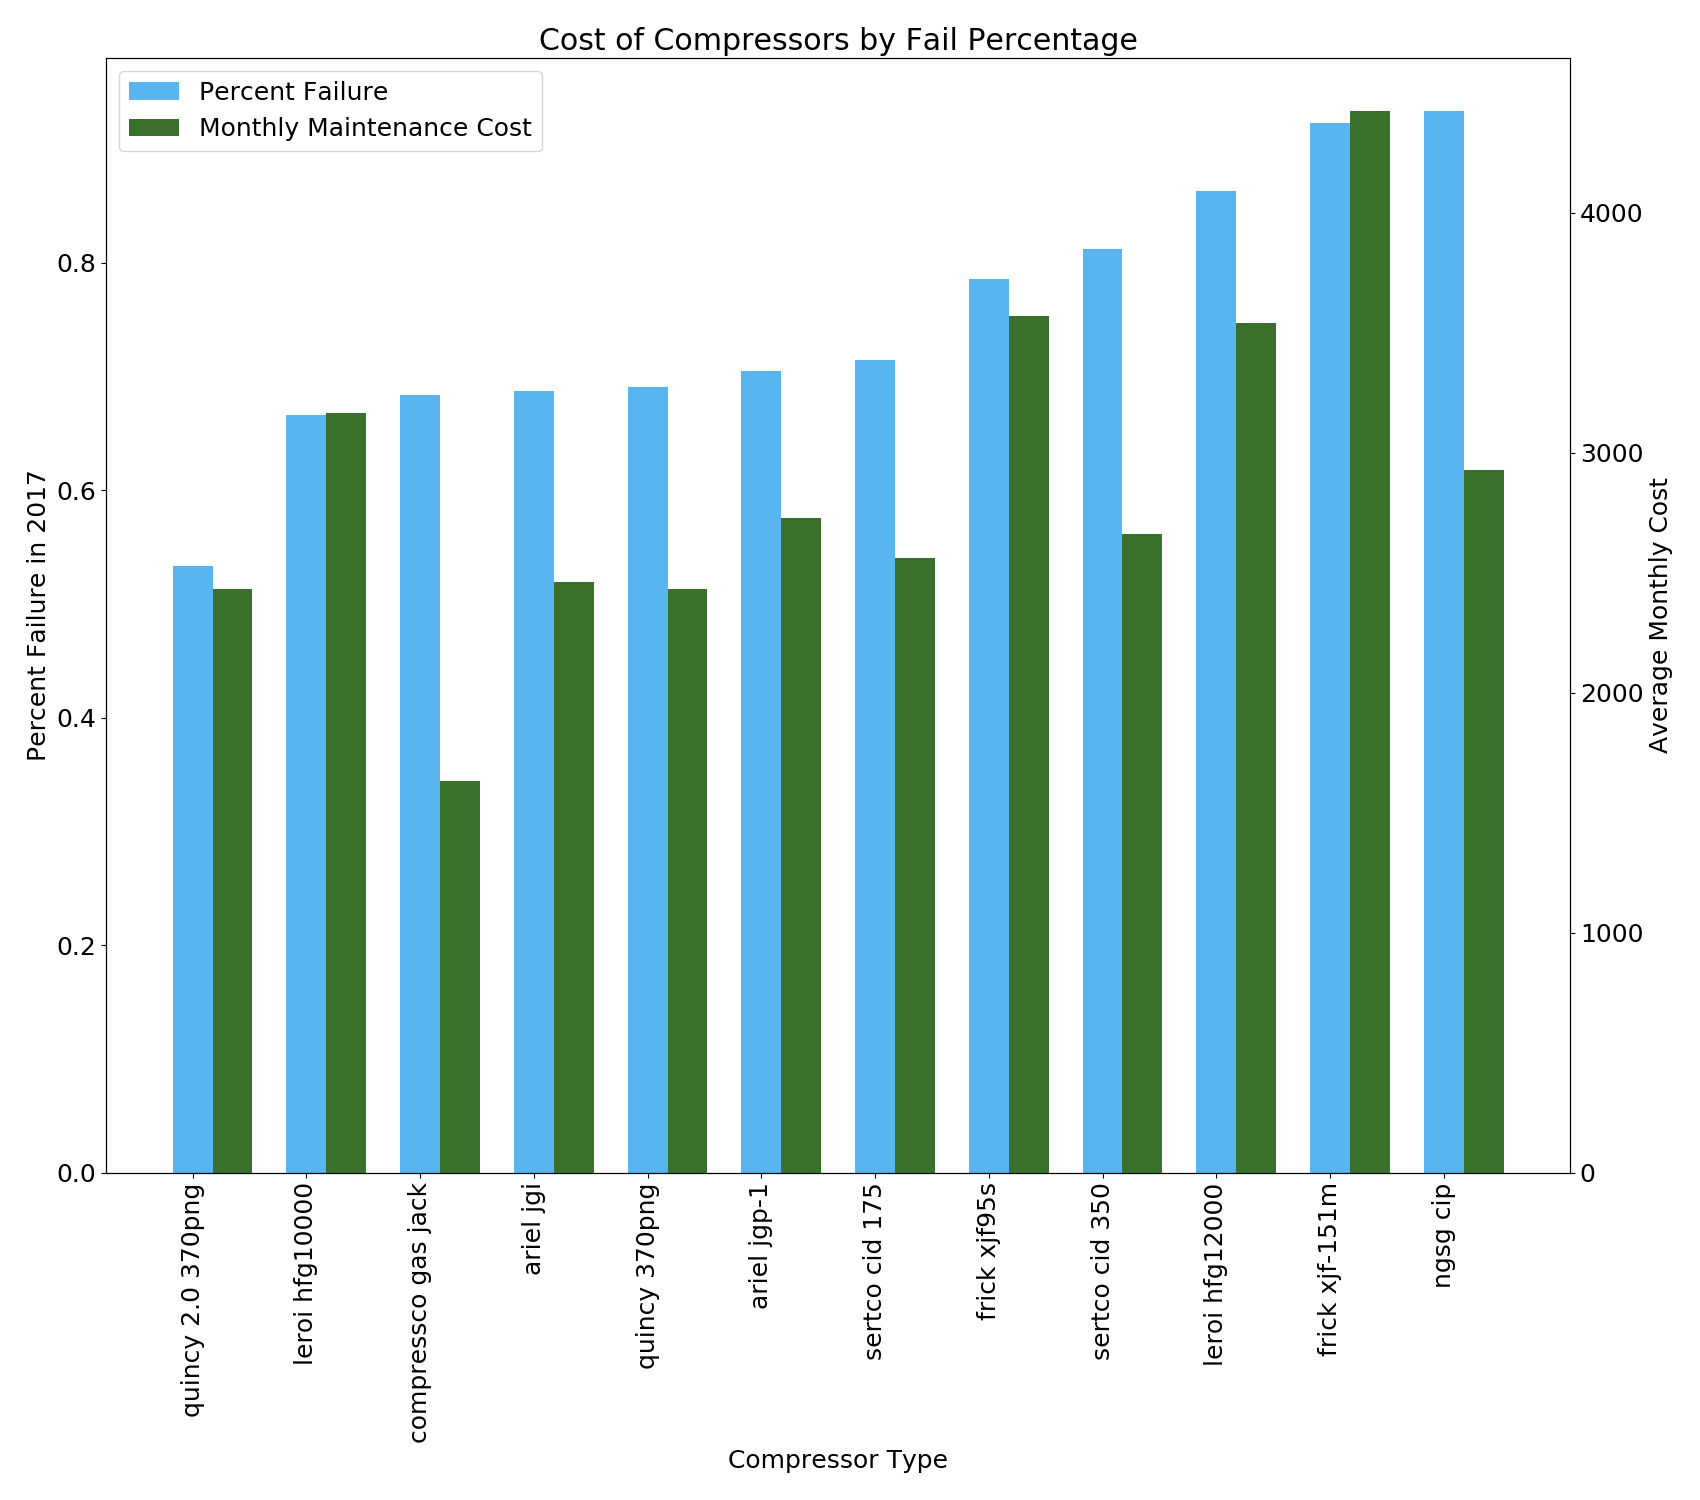 Cost of Compressors by Fail Percentage
Percent Failure
Monthly Maintenance Cost
Percent Failure in 2017
0.8
0.6
0.4
0.2
0.0
4000
3000
2000
1000
0
Average Monthly Cost
quincy 2.0 370png
leroi hfg10000
compressco gas jack
ariel jgi
quincy 370png
ariel jgp-1
sertco cid 175
frick xjf95s
sertco cid 350
leroi hfg12000
frick xjf-151m
ngsg cip
Compressor Type